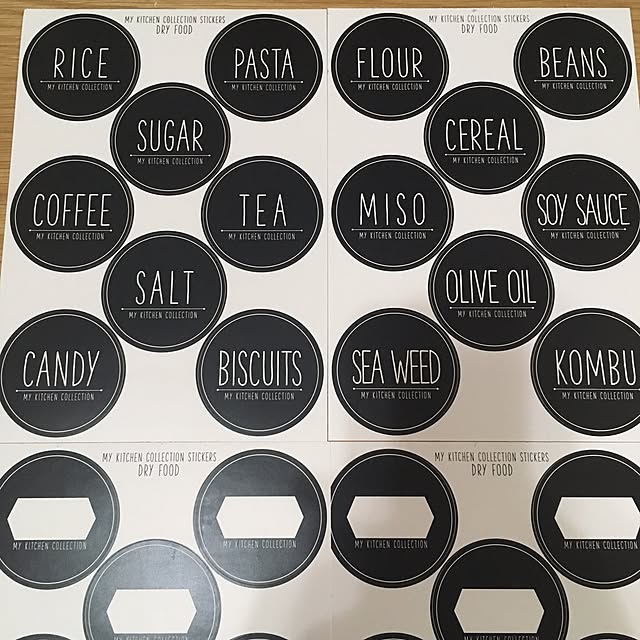 MY KITCHEN COLLECTION STICKERS
DRY FOOD
RICE
MY KITCHEN COLLECTION
PASTA
MY KITCHEN COLLECTION
SUGAR
MY KITCHEN COLLECTION
COFFEE
MY KITCHEN COLLECTION
TEA
MY KITCHEN COLLECTION
SALT
MY KITCHEN COLLECTION
CANDY
MY KITCHEN COLLECTION
BISCUITS
MY KITCHEN COLLECTION
MY KITCHEN COLLECTION STICKERS
DRY FOOD
FLOUR
MY KITCHEN COLLECTION
BEANS
MY KITCHEN COLLECTION
CEREAL
MY KITCHEN COLLECTION
MISO
MY KITCHEN COLLECTION
SOY SAUCE
MY KITCHEN COLLECTION
OLIVE OIL
MY KITCHEN COLLECTION
SEA WEED
MY KITCHEN COLLECTION
KOMBU
MY KITCHEN COLLECTION
MY KITCHEN COLLECTION STICKERS
DRY FOOD
MY KITCHEN COLLECTION
MY KITCHEN COLLECTION
MY KITCHEN COLLECTION
MY KITCHEN COLLECTION STICKERS
DRY FOOD
MY KITCHEN COLLECTION
MY KITCHEN COLLECTION
MY KITCHEN COLLECTION